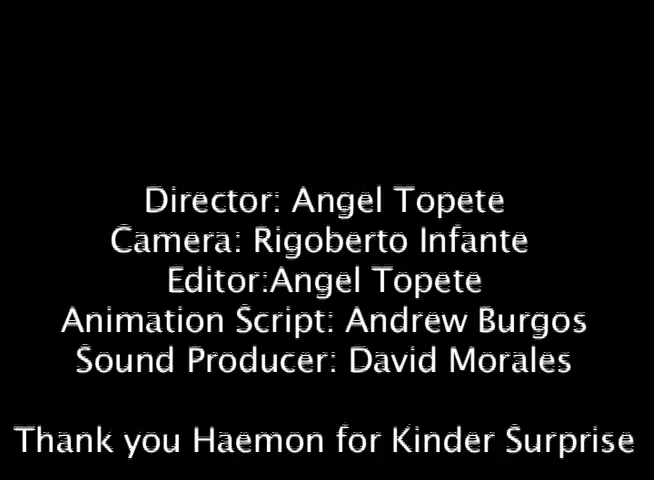 Director: Angel Topete
Camera: Rigoberto Infante
Editor:Angel Topete
Animation Script: Andrew Burgos
Sound Producer: David Morales
Thank you Haemon for Kinder Surprise